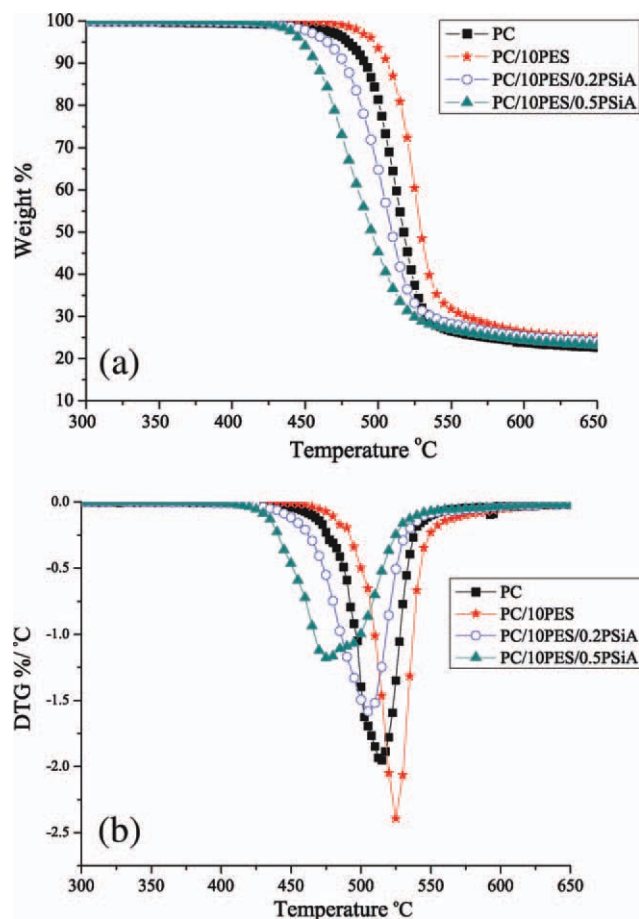 100
90
80
70
60
50
40
30
20
10
Weight %
PC
PC/10PES
PC/10PES/0.2PSiA
PC/10PES/0.5PSiA
(a)
300 350 400 450 500 550 600 650
Temperature °C
0.0
-0.5
-1.0
-1.5
-2.0
-2.5
DTG %/°C
PC
PC/10PES
PC/10PES/0.2PSiA
PC/10PES/0.5PSiA
(b)
300 350 400 450 500 550 600 650
Temperature °C